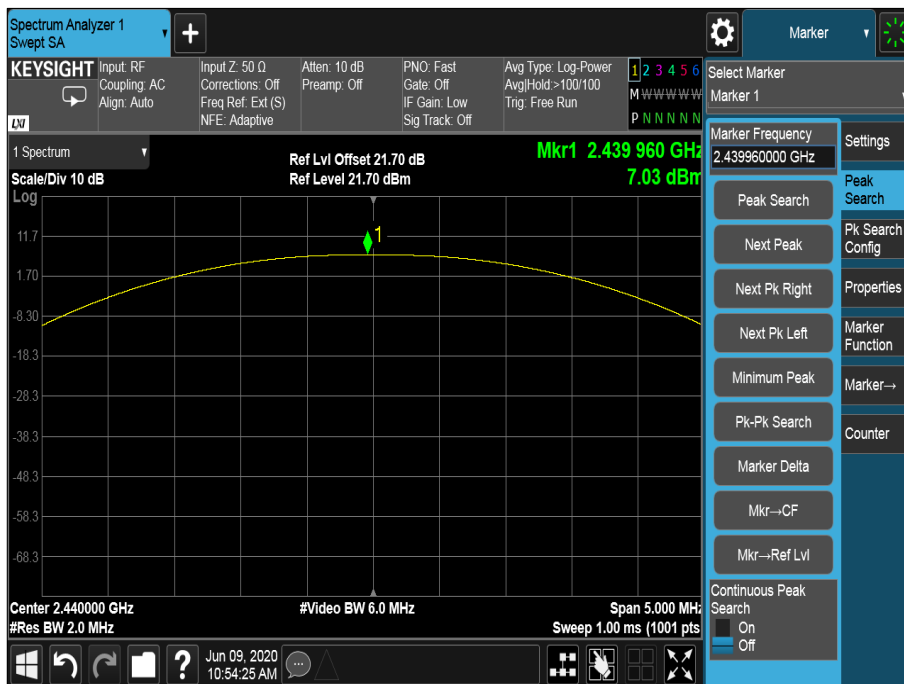 Spectrum Analyzer 1
Swept SA
Marker
KEYSIGHT
LXI
Input: RF
Coupling: AC
Align: Auto
Input Z: 50 Ω
Corrections: Off
Freq Ref: Ext (S)
NFE: Adaptive
Atten: 10 dB
Preamp: Off
PNO: Fast
Gate: Off
IF Gain: Low
Sig Track: Off
Avg Type: Log-Power
Avg|Hold:>100/100
Trig: Free Run
1 2 3 4 5 6
M W W W W W
P N N N N N
Select Marker
Marker 1
1 Spectrum
Scale/Div 10 dB
Log
Ref Lvl Offset 21.70 dB
Ref Level 21.70 dBm
Mkr1 2.439 960 GHz
7.03 dBm
1
11.7
1.70
-8.30
-18.3
-28.3
-38.3
-48.3
-58.3
-68.3
Center 2.440000 GHz
#Res BW 2.0 MHz
#Video BW 6.0 MHz
Span 5.000 MHz
Sweep 1.00 ms (1001 pts
Marker Frequency
2.439960000 GHz
Peak Search
Next Peak
Next Pk Right
Next Pk Left
Minimum Peak
Pk-Pk Search
Marker Delta
Mkr→CF
Mkr→Ref Lvl
Continuous Peak
Search
On
Off
Settings
Peak
Search
Pk Search
Config
Properties
Marker
Function
Marker→
Counter
?
Jun 09, 2020
10:54:25 AM